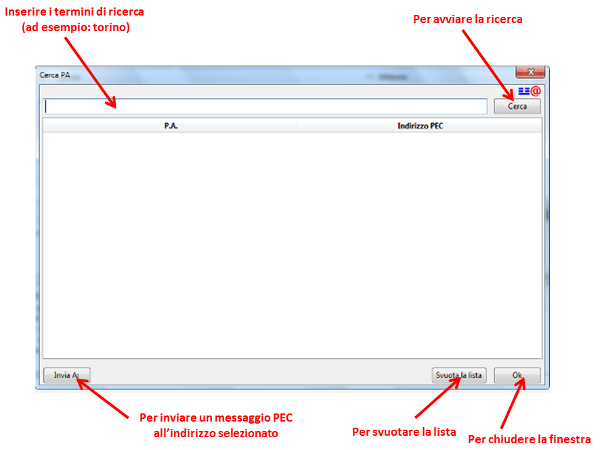 Inserire i termini di ricerca
(ad esempio: torino)
Per avviare la ricerca
Cerca PA
Cerca
P.A.
Indirizzo PEC
Invia A:
Svuota la lista
Ok
Per inviare un messaggio PEC
all'indirizzo selezionato
Per svuotare la lista
Per chiudere la finestra